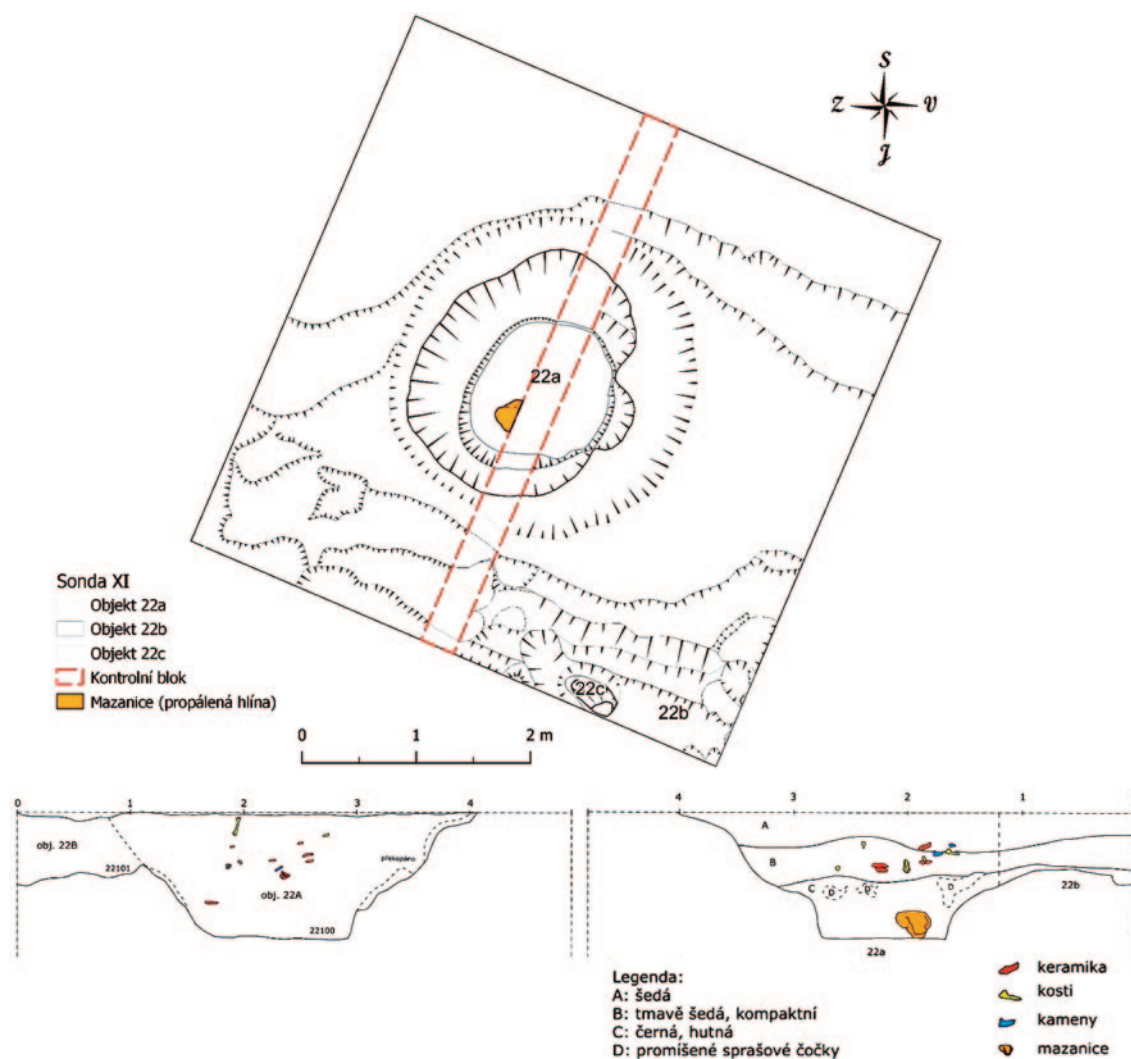 S
Z V
J
22a
22c
22b
Sonda XI
Objekt 22a
Objekt 22b
Objekt 22c
Kontrolní blok
Mazanice (propálená hlína)
0 1 2 m
0 1 2 3 4
obj. 22B
22101
překopáno
obj. 22A
22100
4 3 2 1
A
B
C D D D
22b
22a
Legenda:
A: šedá
B: tmavě šedá, kompaktní
C: černá, hutná
D: promíšené sprašové čočky
keramika
kosti
kameny
mazanice